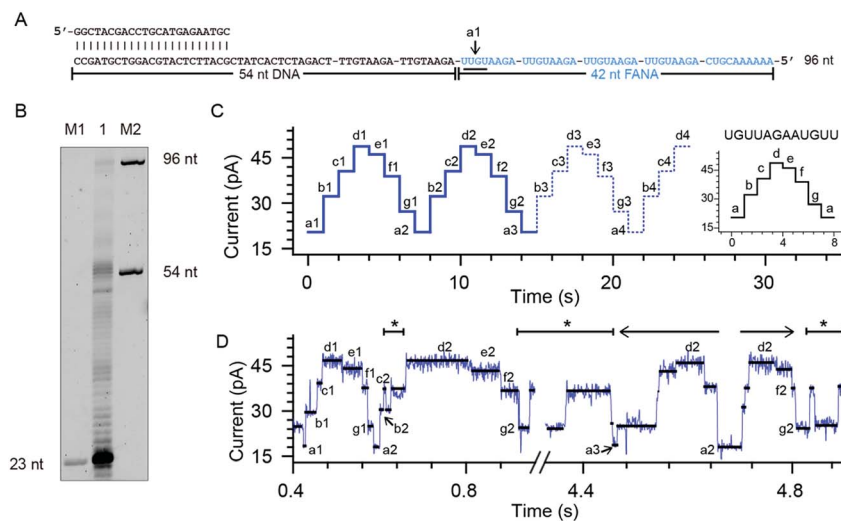 A
5'-GGCTACGACCTGCATGAGAATGC
a1
CCGATGCTGGACGTACTCTTACGCTATCACTCTAGACT-TTGTAAGA-TTGTAAGA-UUGUAAGA-UUGUAAGA-UUGUAAGA-UUGUAAGA-CUGCAAAAAA-5'
96 nt
54 nt DNA
42 nt FANA
B
M1 1 M2
96 nt
54 nt
23 nt
C
Current (pA)
45
30
15
a1 b1 c1 d1 e1 f1 g1 a2 b2 c2 d2 e2 f2 g2 a3 b3 c3 d3 e3 f3 g3 a4 b4 c4 d4
0 10 20 30
Time (s)
UGUUAGAAUGUU
45
30
15
a b c d e f g a
0 4 8
D
Current (pA)
45
30
15
* * *
d1 e1 c2 d2 e2 d2 d2
c1 f1 f2 f2
b1 g1 b2 g2 g2
a1 a2 a3 a2
0.4 0.8 4.4 4.8
Time (s)